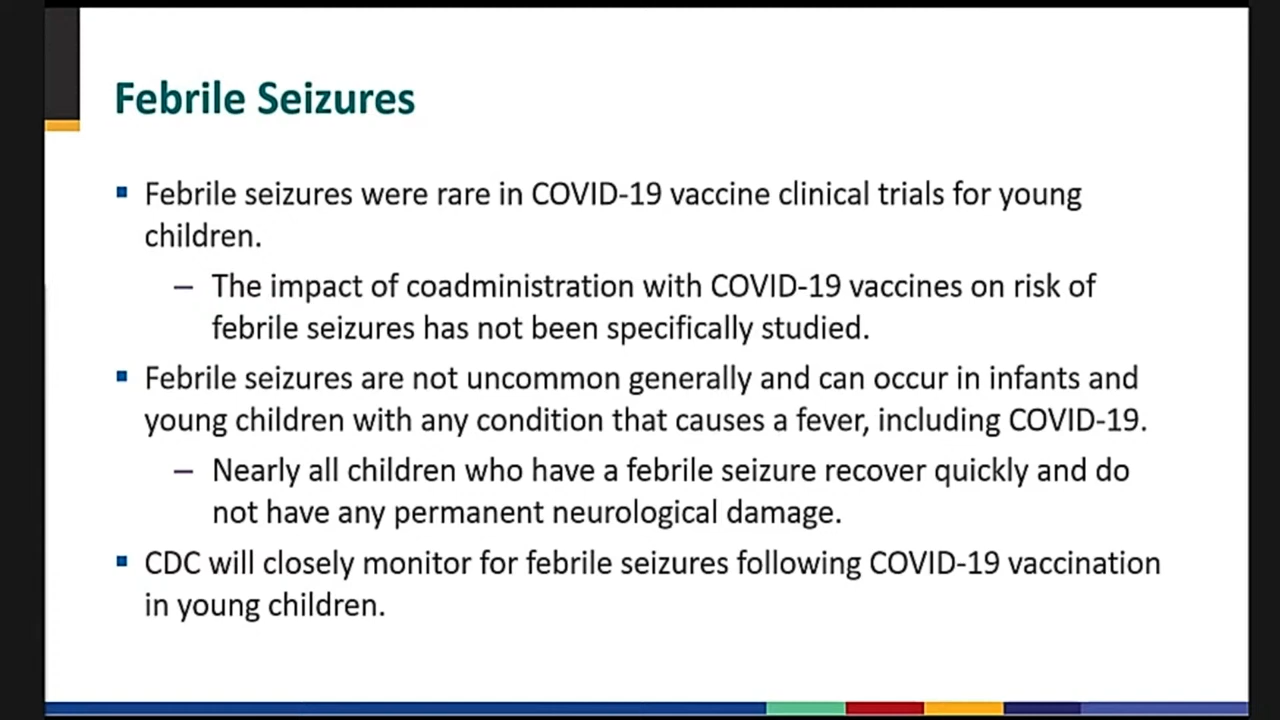 Febrile Seizures
▪ Febrile seizures were rare in COVID-19 vaccine clinical trials for young
children.
– The impact of coadministration with COVID-19 vaccines on risk of
febrile seizures has not been specifically studied.
▪ Febrile seizures are not uncommon generally and can occur in infants and
young children with any condition that causes a fever, including COVID-19.
– Nearly all children who have a febrile seizure recover quickly and do
not have any permanent neurological damage.
▪ CDC will closely monitor for febrile seizures following COVID-19 vaccination
in young children.